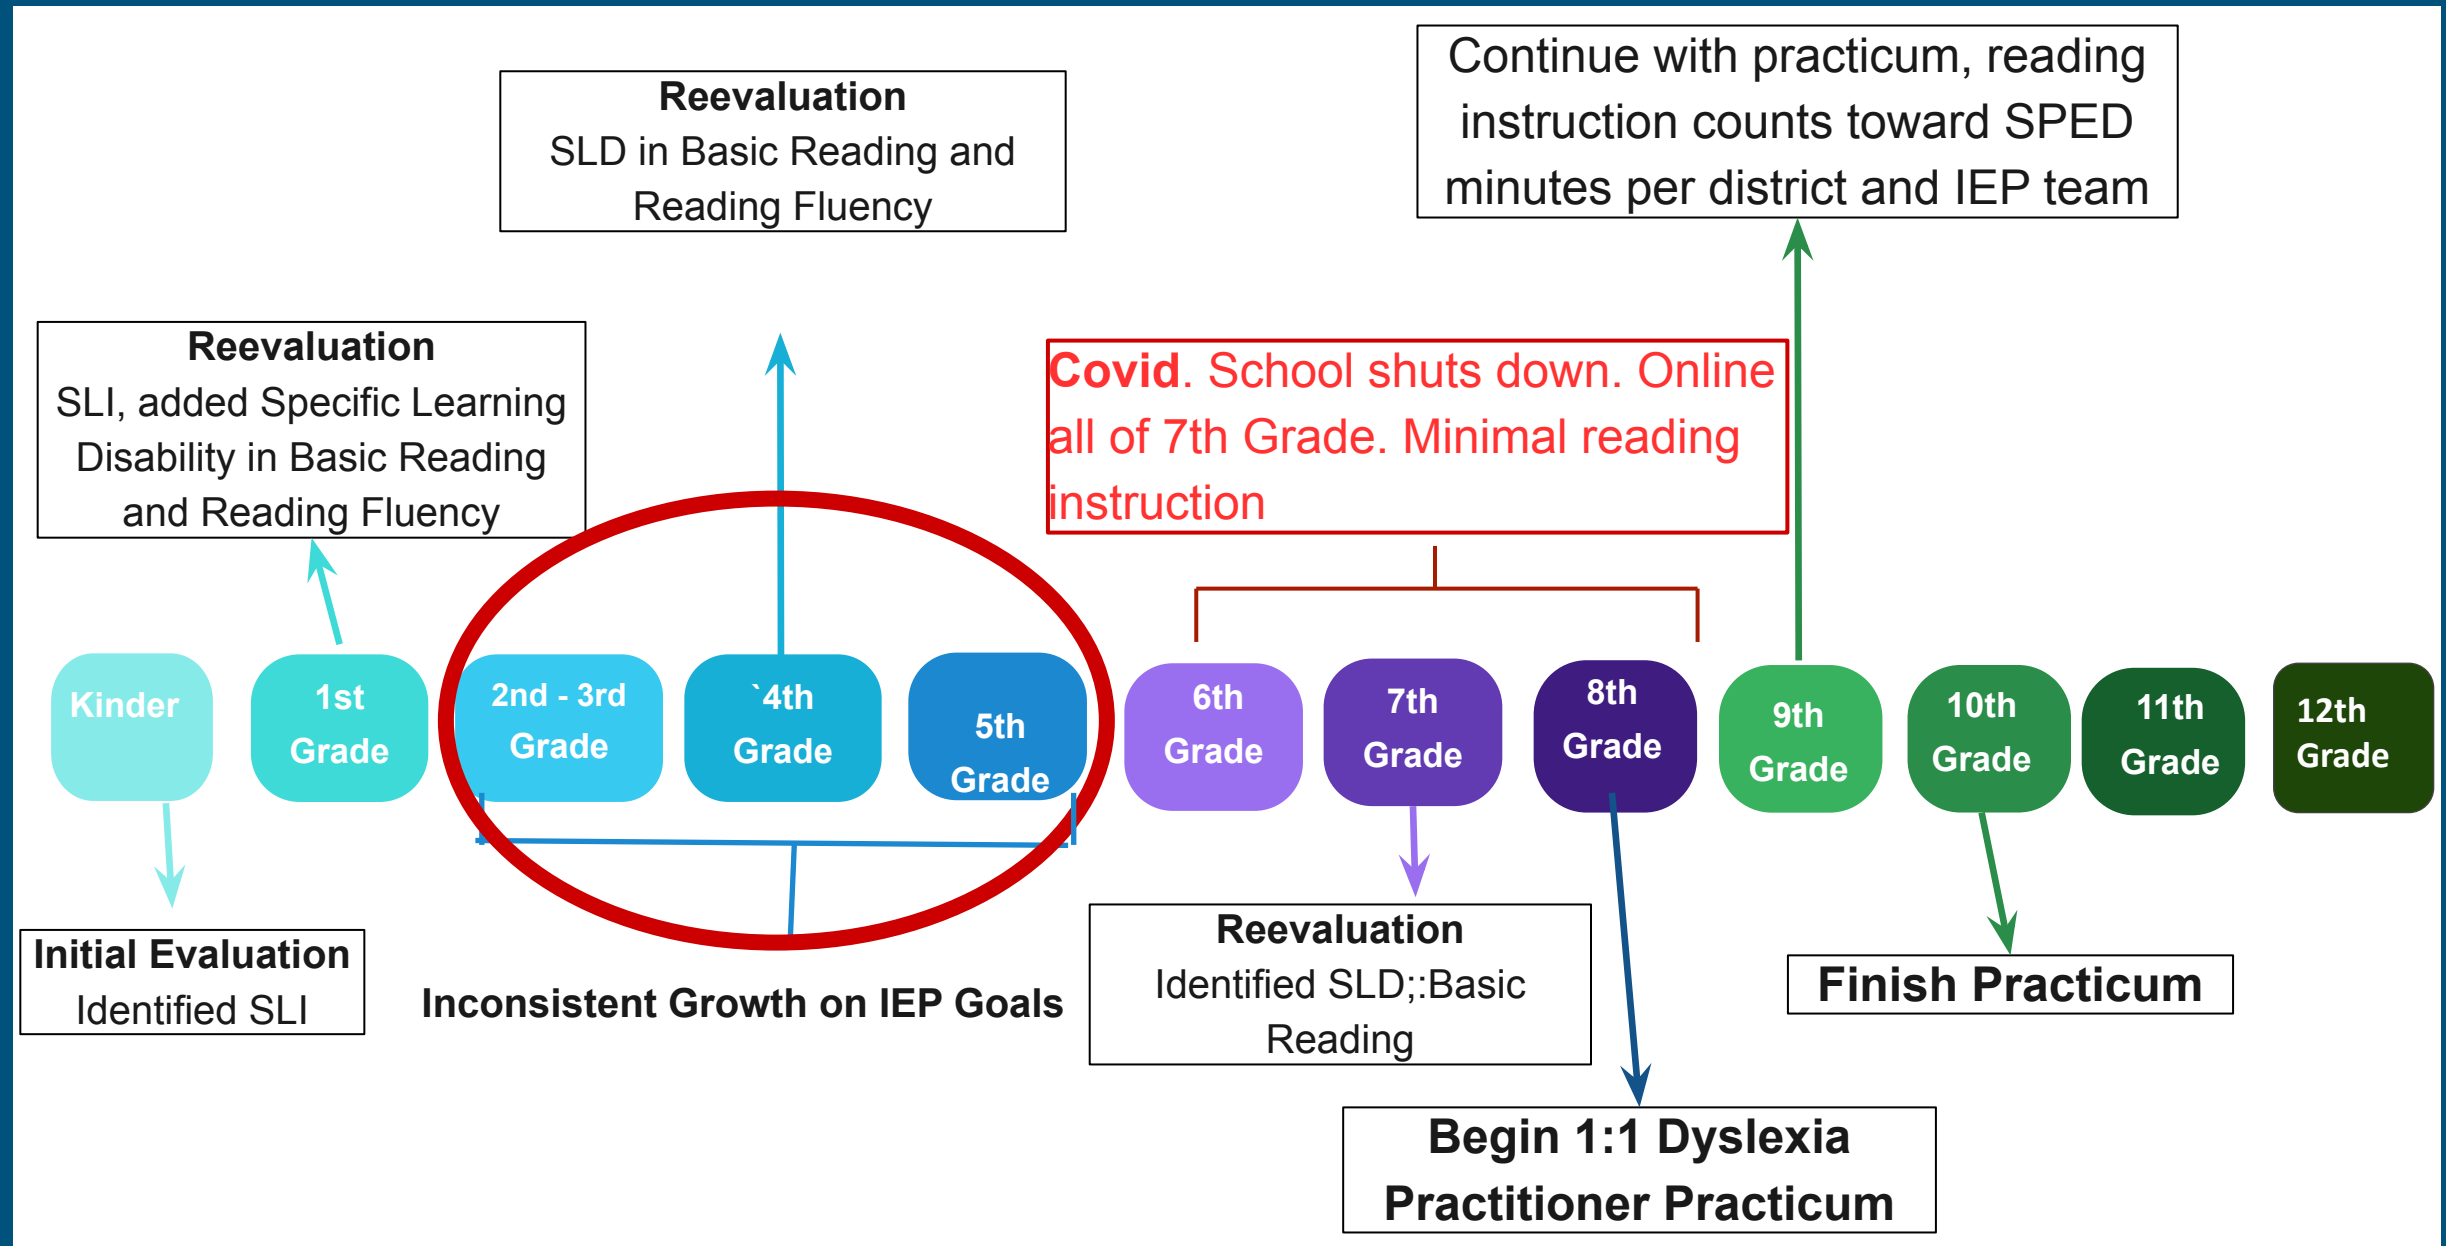 Continue with practicum, reading
instruction counts toward SPED
minutes per district and IEP team
Reevaluation
SLD in Basic Reading and
Reading Fluency
Reevaluation
SLI, added Specific Learning
Disability in Basic Reading
and Reading Fluency
Covid. School shuts down. Online
all of 7th Grade. Minimal reading
instruction
Kinder
1st
Grade
2nd - 3rd
Grade
`4th
Grade
5th
Grade
6th
Grade
7th
Grade
8th
Grade
9th
Grade
10th
Grade
11th
Grade
12th
Grade
Initial Evaluation
Identified SLI
Inconsistent Growth on IEP Goals
Reevaluation
Identified SLD;:Basic
Reading
Finish Practicum
Begin 1:1 Dyslexia
Practitioner Practicum